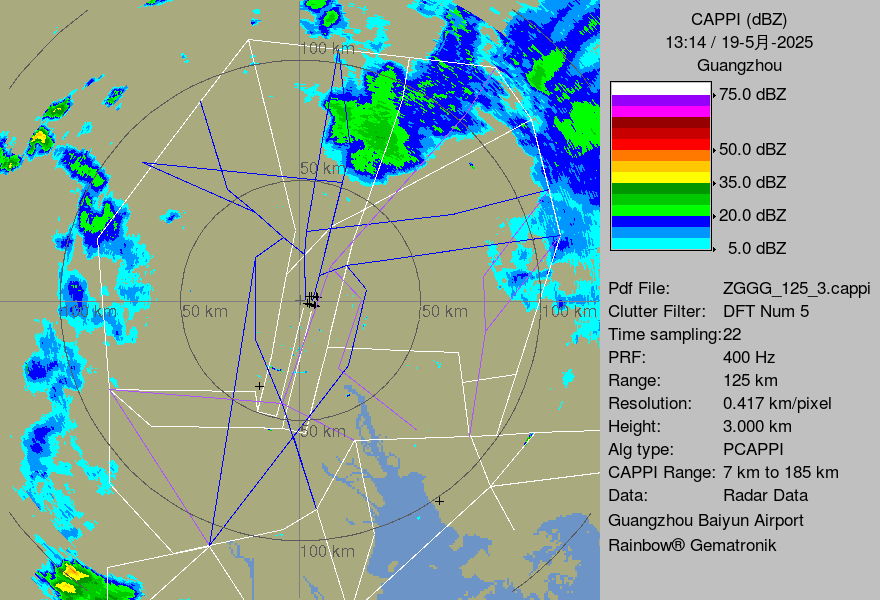 CAPPI (dBZ)
13:14 / 19-5月-2025
Guangzhou
75.0 dBZ
50.0 dBZ
35.0 dBZ
20.0 dBZ
5.0 dBZ
Pdf File: ZGGG_125_3.cappi
Clutter Filter: DFT Num 5
Time sampling:22
PRF: 400 Hz
Range: 125 km
Resolution: 0.417 km/pixel
Height: 3.000 km
Alg type: PCAPPI
CAPPI Range: 7 km to 185 km
Data: Radar Data
Guangzhou Baiyun Airport
Rainbow® Gematronik
100 km
50 km
100 km
50 km
50 km
100 km
50 km
100 km